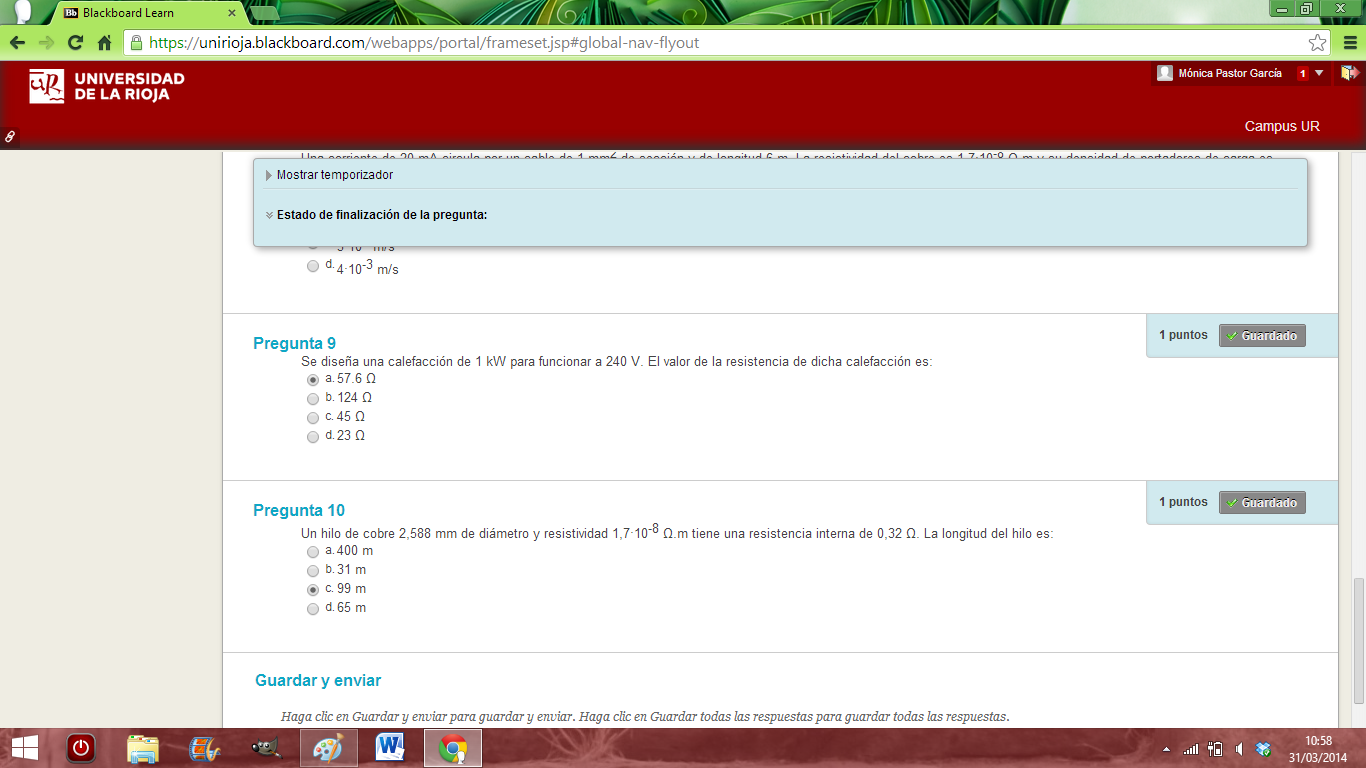 Blackboard Learn
https://unirioja.blackboard.com/webapps/portal/frameset.jsp#global-nav-flyout
UNIVERSIDAD
DE LA RIOJA
Mónica Pastor García 1
Campus UR
Una corriente de 20 mA circula por un cable de 1 mm² de sección y de longitud 6 m. La resistividad del cobre es 1,7·10⁻⁸ Ω.m y su densidad de portadores de carga es
Mostrar temporizador
Estado de finalización de la pregunta:
d. 4·10⁻³ m/s
Pregunta 9
1 puntos Guardado
Se diseña una calefacción de 1 kW para funcionar a 240 V. El valor de la resistencia de dicha calefacción es:
a. 57.6 Ω
b. 124 Ω
c. 45 Ω
d. 23 Ω
Pregunta 10
1 puntos Guardado
Un hilo de cobre 2,588 mm de diámetro y resistividad 1,7·10⁻⁸ Ω.m tiene una resistencia interna de 0,32 Ω. La longitud del hilo es:
a. 400 m
b. 31 m
c. 99 m
d. 65 m
Guardar y enviar
Haga clic en Guardar y enviar para guardar y enviar. Haga clic en Guardar todas las respuestas para guardar todas las respuestas.
10:58
31/03/2014